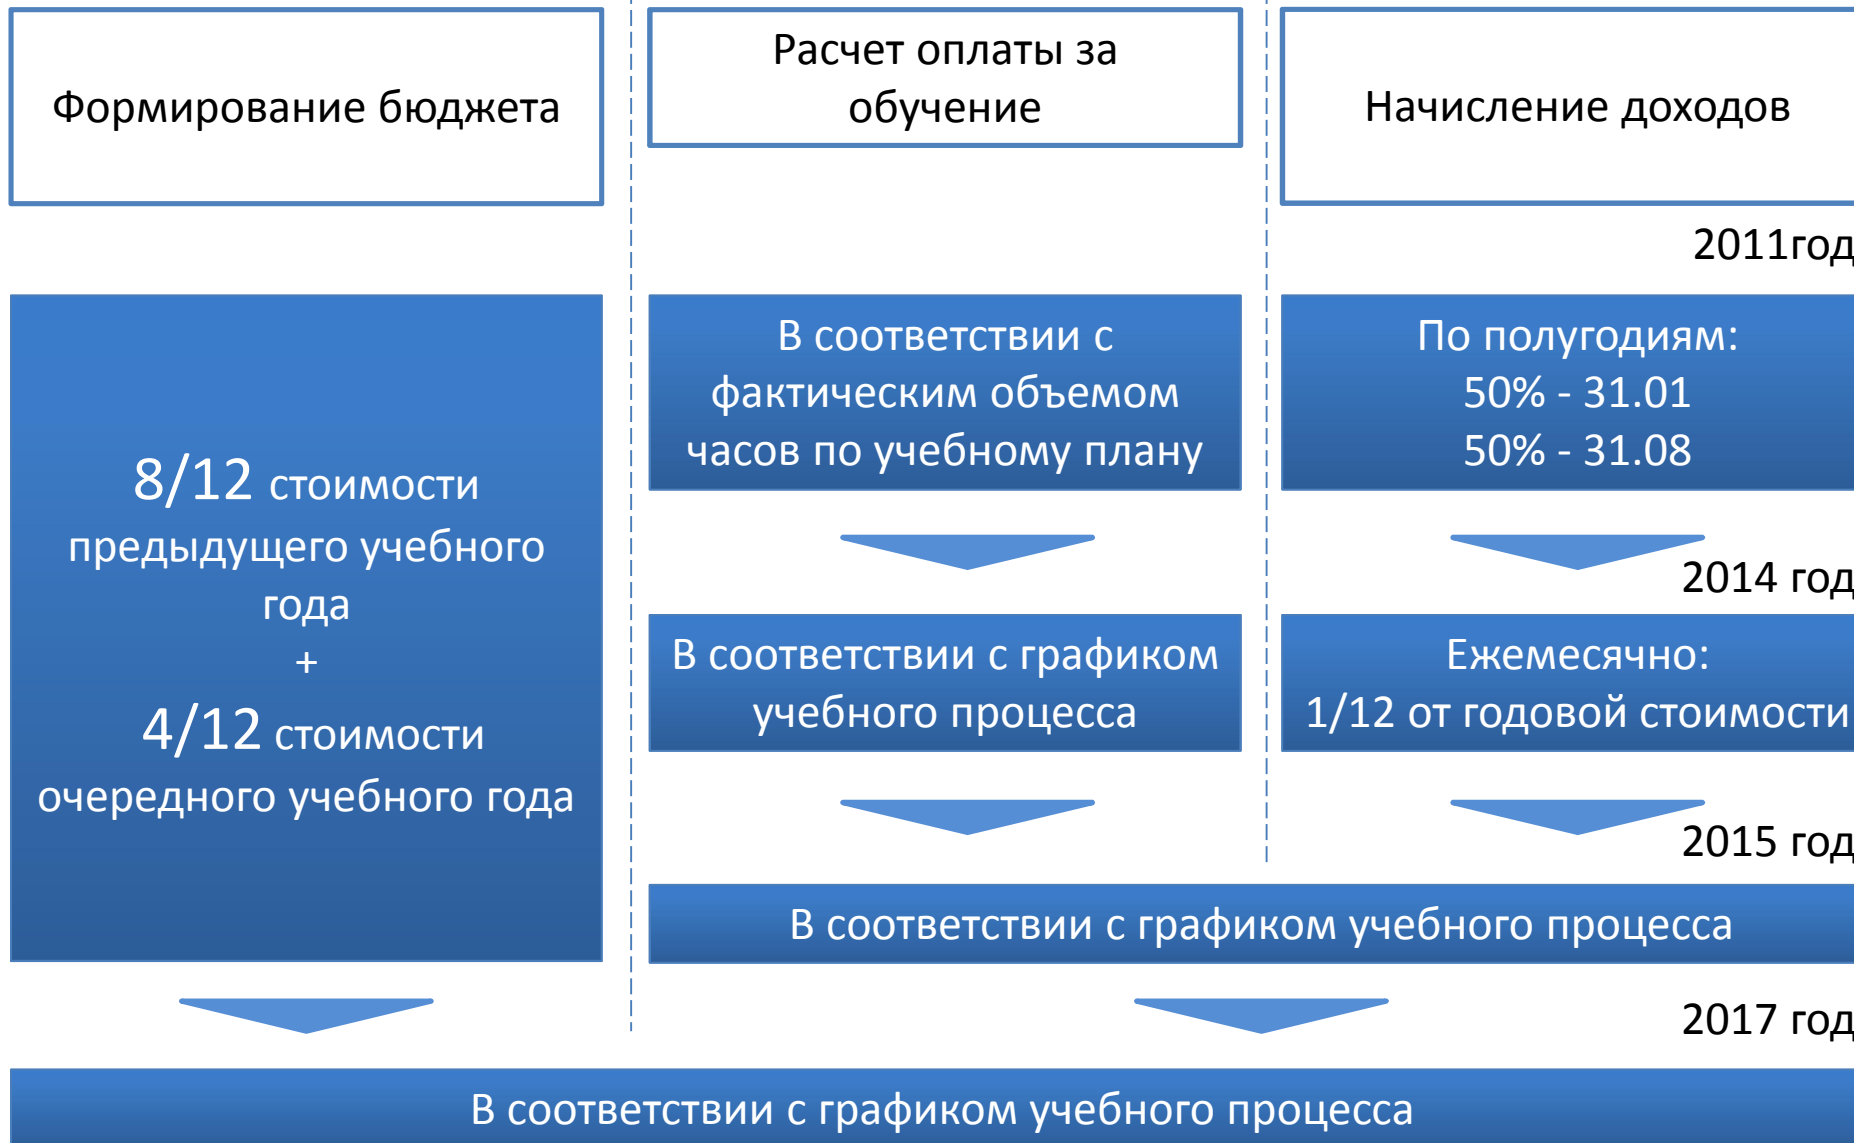 Формирование бюджета
Расчет оплаты за
обучение
Начисление доходов
2011год
8/12 стоимости
предыдущего учебного
года
+
4/12 стоимости
очередного учебного года
В соответствии с
фактическим объемом
часов по учебному плану
По полугодиям:
50% - 31.01
50% - 31.08
2014 год
В соответствии с графиком
учебного процесса
Ежемесячно:
1/12 от годовой стоимости
2015 год
В соответствии с графиком учебного процесса
2017 год
В соответствии с графиком учебного процесса